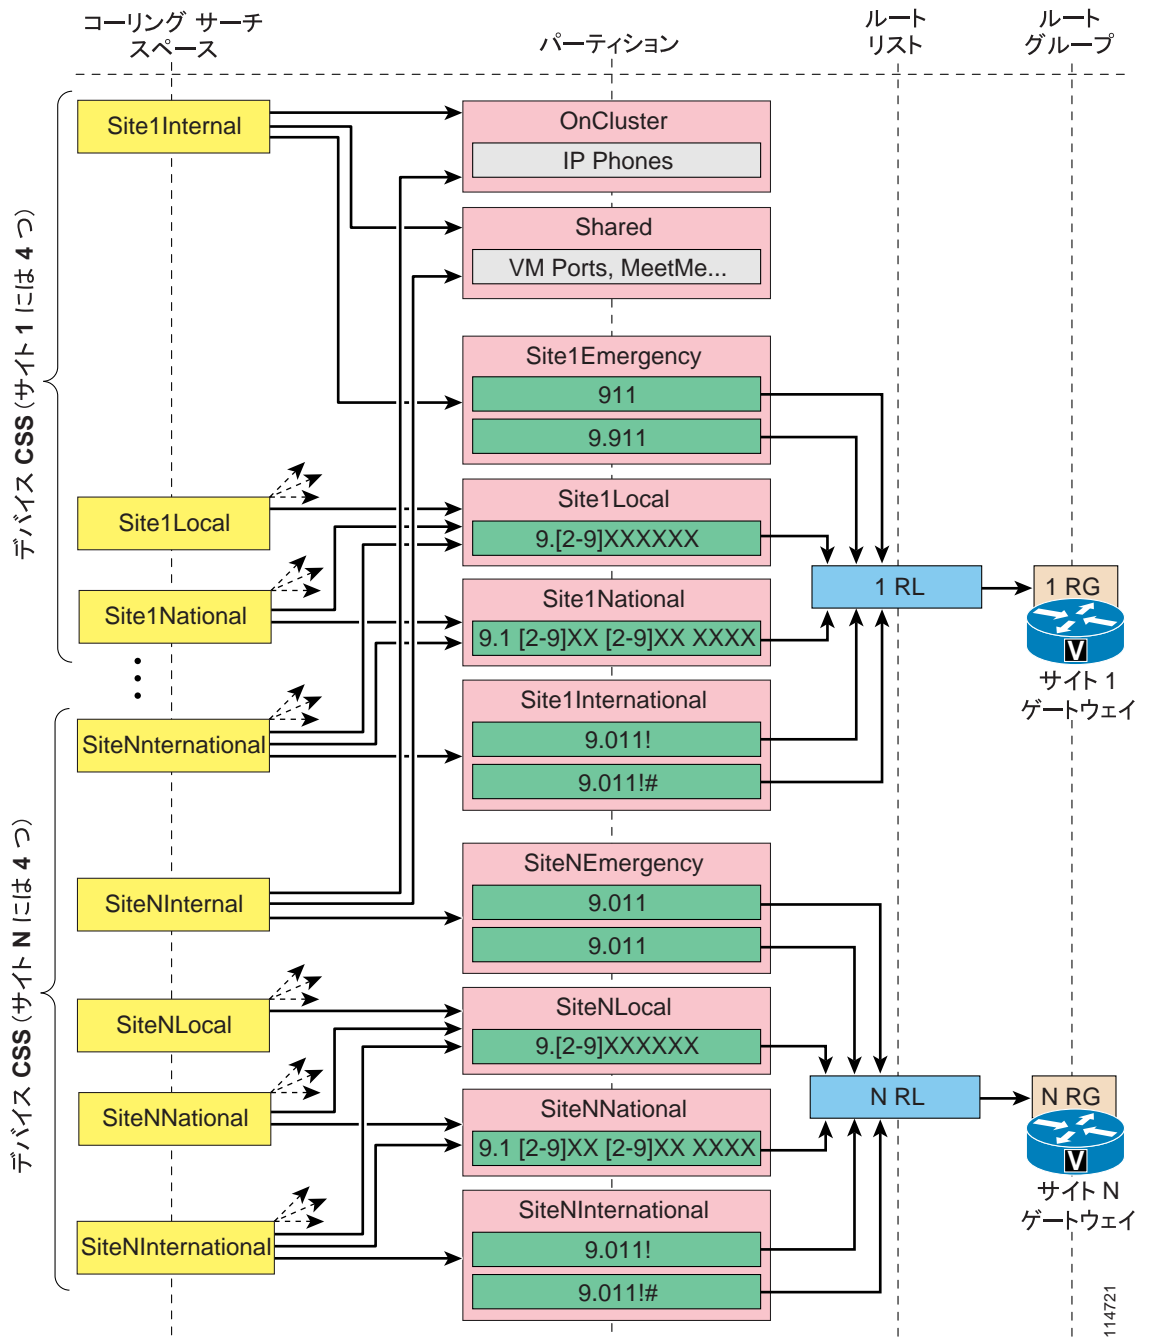 コーリング サーチ
スペース
パーティション
ルート
リスト
ルート
グループ
デバイス CSS (サイト 1 には 4 つ)
Site1Internal
OnCluster
IP Phones
Shared
VM Ports, MeetMe...
Site1Emergency
911
9.911
Site1Local
Site1Local
9.[2-9]XXXXXX
Site1National
Site1National
9.1 [2-9]XX [2-9]XX XXXX
1 RL
1 RG
V
サイト 1
ゲートウェイ
SiteNnternational
Site1International
9.011!
9.011!#
デバイス CSS (サイト N には 4 つ)
SiteNInternal
SiteNEmergency
9.011
9.011
SiteNLocal
SiteNLocal
9.[2-9]XXXXXX
SiteNNational
SiteNNational
9.1 [2-9]XX [2-9]XX XXXX
N RL
N RG
V
サイト N
ゲートウェイ
SiteNInternational
SiteNInternational
9.011!
9.011!#
114721